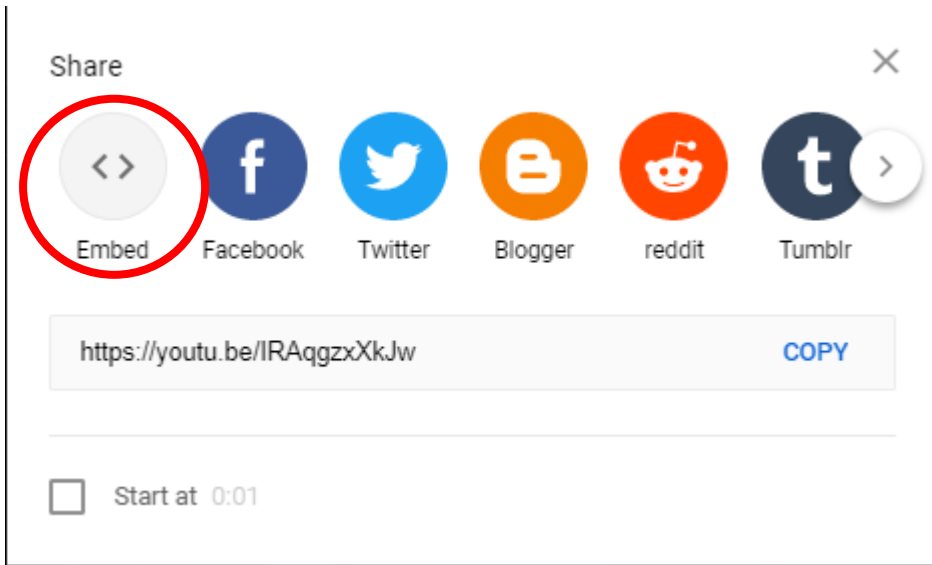 Share
Embed Facebook Twitter Blogger reddit Tumblr
https://youtu.be/IRAqgzxXkJw COPY
Start at 0:01